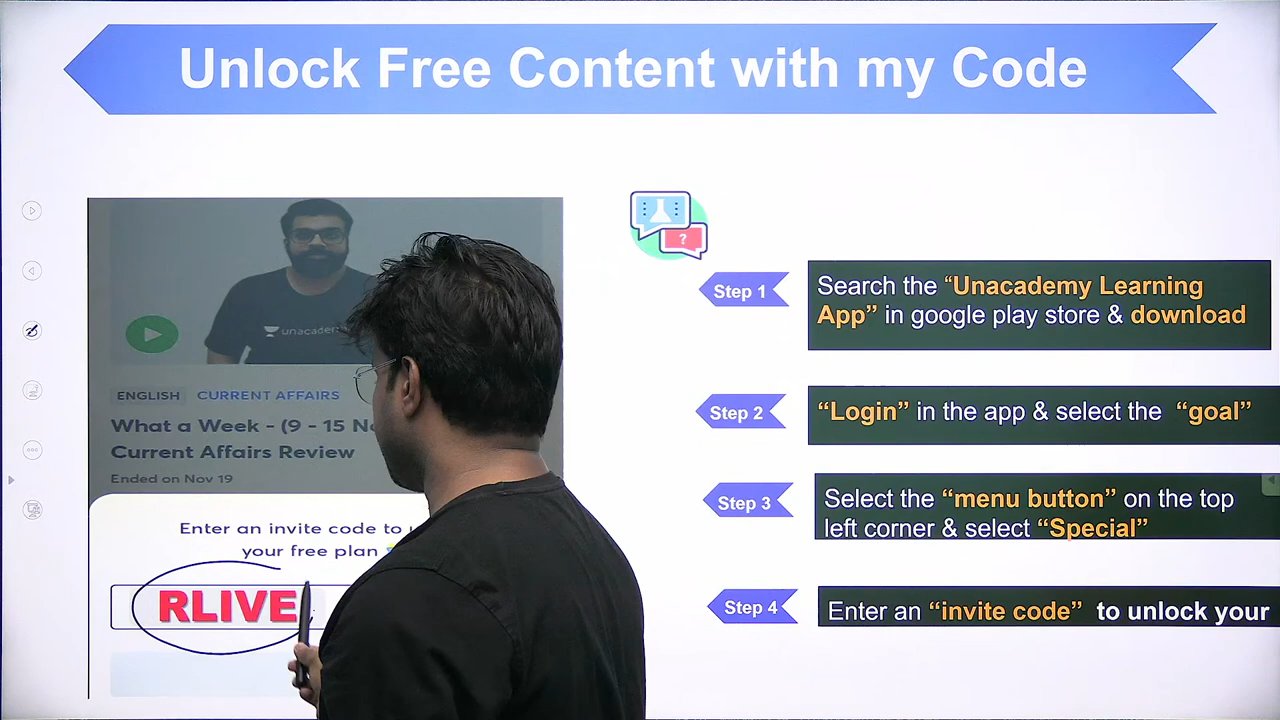 Unlock Free Content with my Code
unacademy
ENGLISH CURRENT AFFAIRS
What a Week - (9 - 15
Current Affairs Review
Ended on Nov 19
Enter an invite code to
your free plan
RLIVE
?
Step 1
Search the “Unacademy Learning
App” in google play store & download
Step 2
“Login” in the app & select the “goal”
Step 3
Select the “menu button” on the top
left corner & select “Special”
Step 4
Enter an “invite code” to unlock your